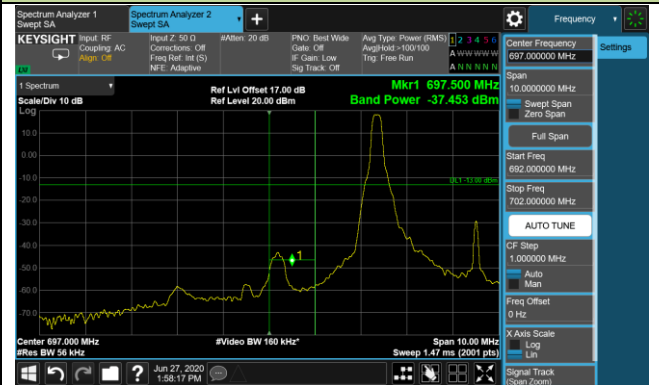 Spectrum Analyzer 1
Swept SA
Spectrum Analyzer 2
Swept SA
+
Frequency
KEYSIGHT
Input: RF
Coupling: AC
Align: Off
Input Z: 50 Ω
Corrections: Off
Freq Ref: Int (S)
NFE: Adaptive
#Atten: 20 dB
PNO: Best Wide
Gate: Off
IF Gain: Low
Sig Track: Off
Avg Type: Power (RMS)
Avg|Hold:>100/100
Trig: Free Run
1 2 3 4 5 6
A W W W W W
A N N N N N
1 Spectrum
Scale/Div 10 dB
Ref Lvl Offset 17.00 dB
Ref Level 20.00 dBm
Mkr1 697.500 MHz
Band Power -37.453 dBm
Log
10.0
0.00
-10.0
-20.0
-30.0
-40.0
-50.0
-60.0
-70.0
DL1 -13.00 dBm
1
Center 697.000 MHz
#Res BW 56 kHz
#Video BW 160 kHz*
Span 10.00 MHz
Sweep 1.47 ms (2001 pts)
Jun 27, 2020
1:58:17 PM
Center Frequency
697.000000 MHz
Settings
Span
10.0000000 MHz
Swept Span
Zero Span
Full Span
Start Freq
692.000000 MHz
Stop Freq
702.000000 MHz
AUTO TUNE
CF Step
1.000000 MHz
Auto
Man
Freq Offset
0 Hz
X Axis Scale
Log
Lin
Signal Track
(Span Zoom)